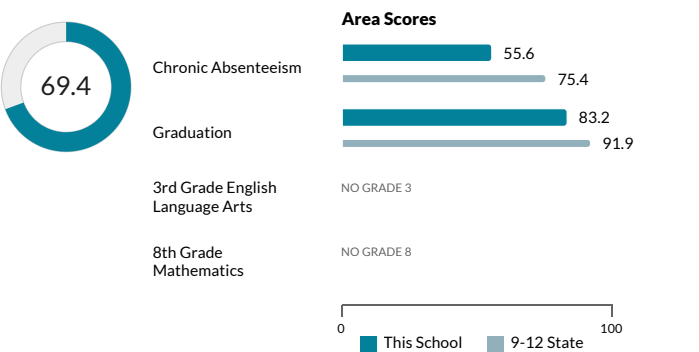 Area Scores
69.4
Chronic Absenteeism
55.6
75.4
Graduation
83.2
91.9
3rd Grade English
Language Arts
NO GRADE 3
8th Grade
Mathematics
NO GRADE 8
0
100
This School
9-12 State